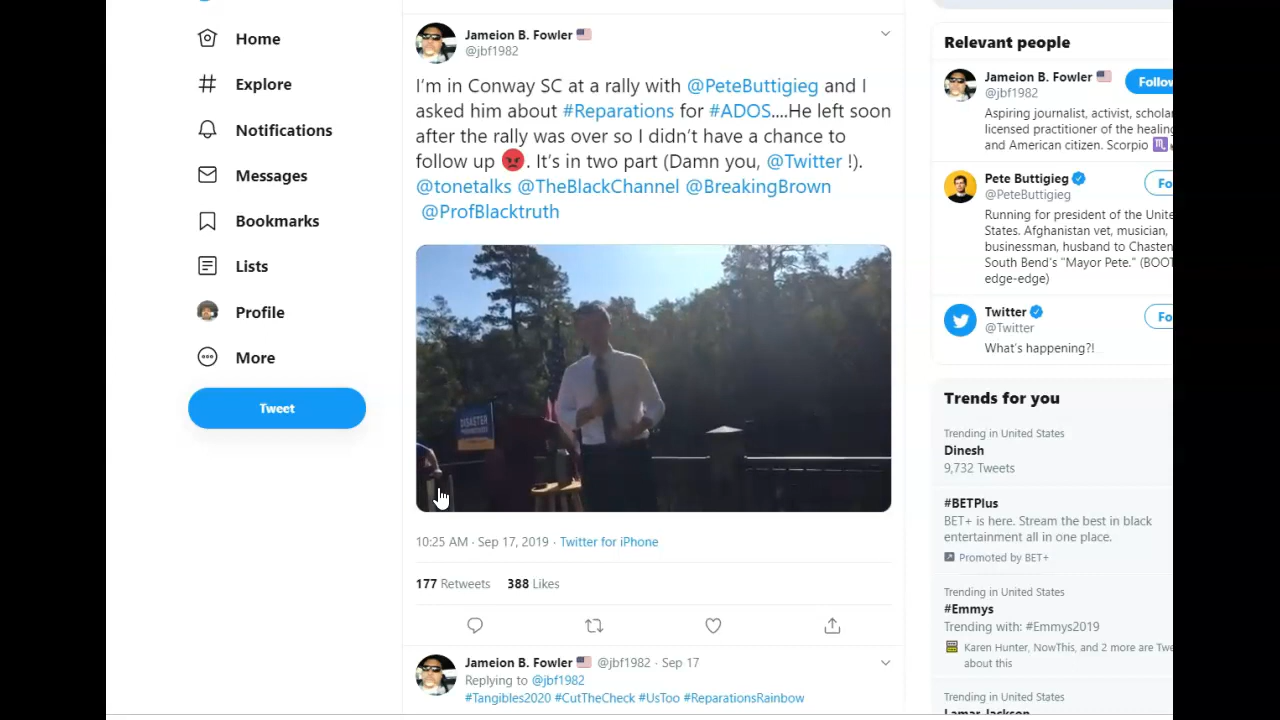 Home
Explore
Notifications
Messages
Bookmarks
Lists
Profile
More
Tweet
Jameion B. Fowler
@jbf1982
I'm in Conway SC at a rally with @PeteButtigieg and I
asked him about #Reparations for #ADOS....He left soon
after the rally was over so I didn't have a chance to
follow up 😡. It's in two part (Damn you, @Twitter !).
@tonetalks @TheBlackChannel @BreakingBrown
@ProfBlacktruth
DISASTER
10:25 AM · Sep 17, 2019 · Twitter for iPhone
177 Retweets 388 Likes
Jameion B. Fowler @jbf1982 · Sep 17
Replying to @jbf1982
#Tangibles2020 #CutTheCheck #UsToo #ReparationsRainbow
Relevant people
Jameion B. Fowler
@jbf1982
Follow
Aspiring journalist, activist, schola
licensed practitioner of the healing
and American citizen. Scorpio ♏
Pete Buttigieg
@PeteButtigieg
Fo
Running for president of the Unite
States. Afghanistan vet, musician,
businessman, husband to Chasten
South Bend's "Mayor Pete." (BOOT
edge-edge)
Twitter
@Twitter
Fo
What's happening?!
Trends for you
Trending in United States
Dinesh
9,732 Tweets
#BETPlus
BET+ is here. Stream the best in black
entertainment all in one place.
Promoted by BET+
Trending in United States
#Emmys
Trending with: #Emmys2019
Karen Hunter, NowThis, and 2 more are Twe
about this
Trending in United States
Lamar Jackson